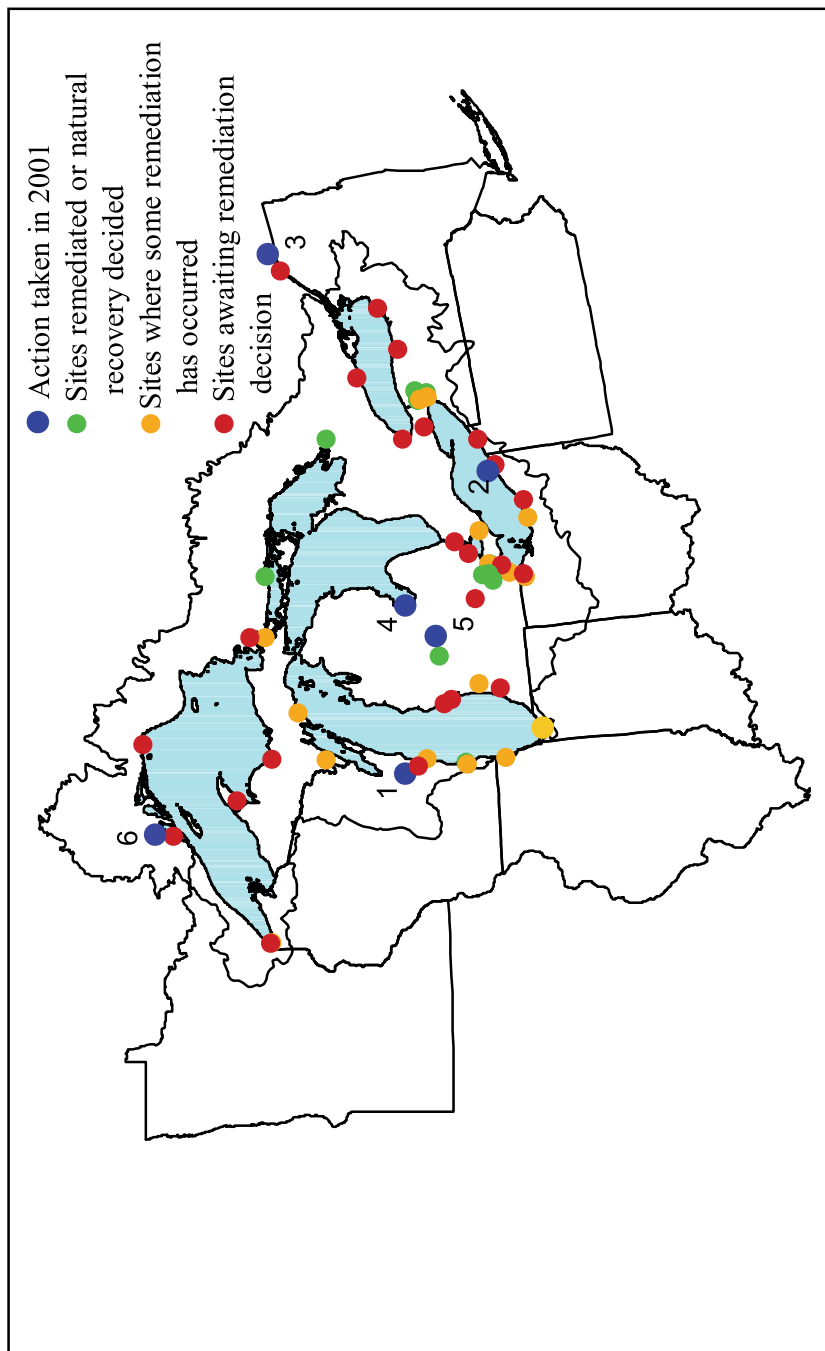 Action taken in 2001
Sites remediated or natural
recovery decided
Sites where some remediation
has occurred
Sites awaiting remediation
decision
6
1
4
5
2
3